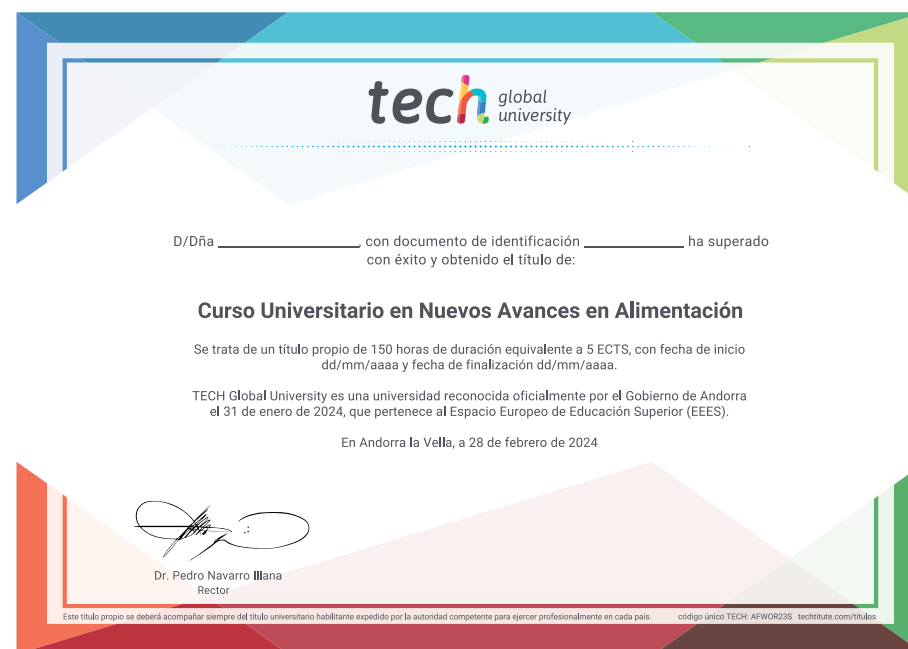 tech global
university
D/Dña ______________, con documento de identificación __________ ha superado
con éxito y obtenido el título de:
Curso Universitario en Nuevos Avances en Alimentación
Se trata de un título propio de 150 horas de duración equivalente a 5 ECTS, con fecha de inicio
dd/mm/aaaa y fecha de finalización dd/mm/aaaa.
TECH Global University es una universidad reconocida oficialmente por el Gobierno de Andorra
el 31 de enero de 2024, que pertenece al Espacio Europeo de Educación Superior (EEES).
En Andorra la Vella, a 28 de febrero de 2024
Dr. Pedro Navarro Illana
Rector
Este título propio se deberá acompañar siempre del título universitario habilitante expedido por la autoridad competente para ejercer profesionalmente en cada país. código único TECH: AFWOR23S techtitute.com/titulos